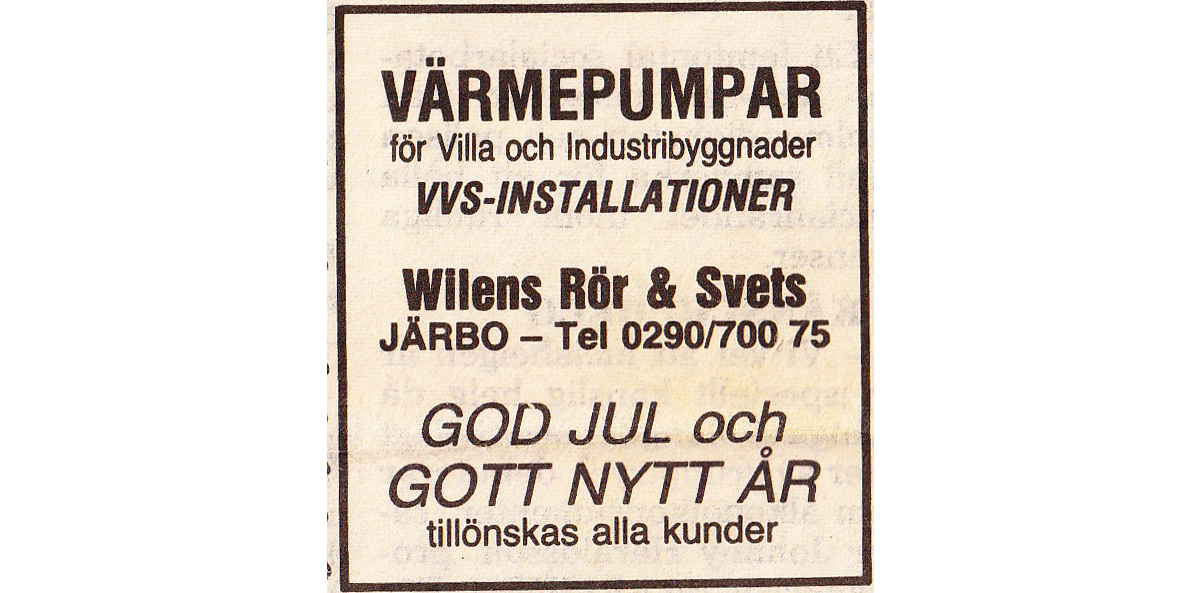 VÄRMEPUMPAR
för Villa och Industribyggnader
VVS-INSTALLATIONER
Wilens Rör & Svets
JÄRBO – Tel 0290/700 75
GOD JUL och
GOTT NYTT ÅR
tillönskas alla kunder